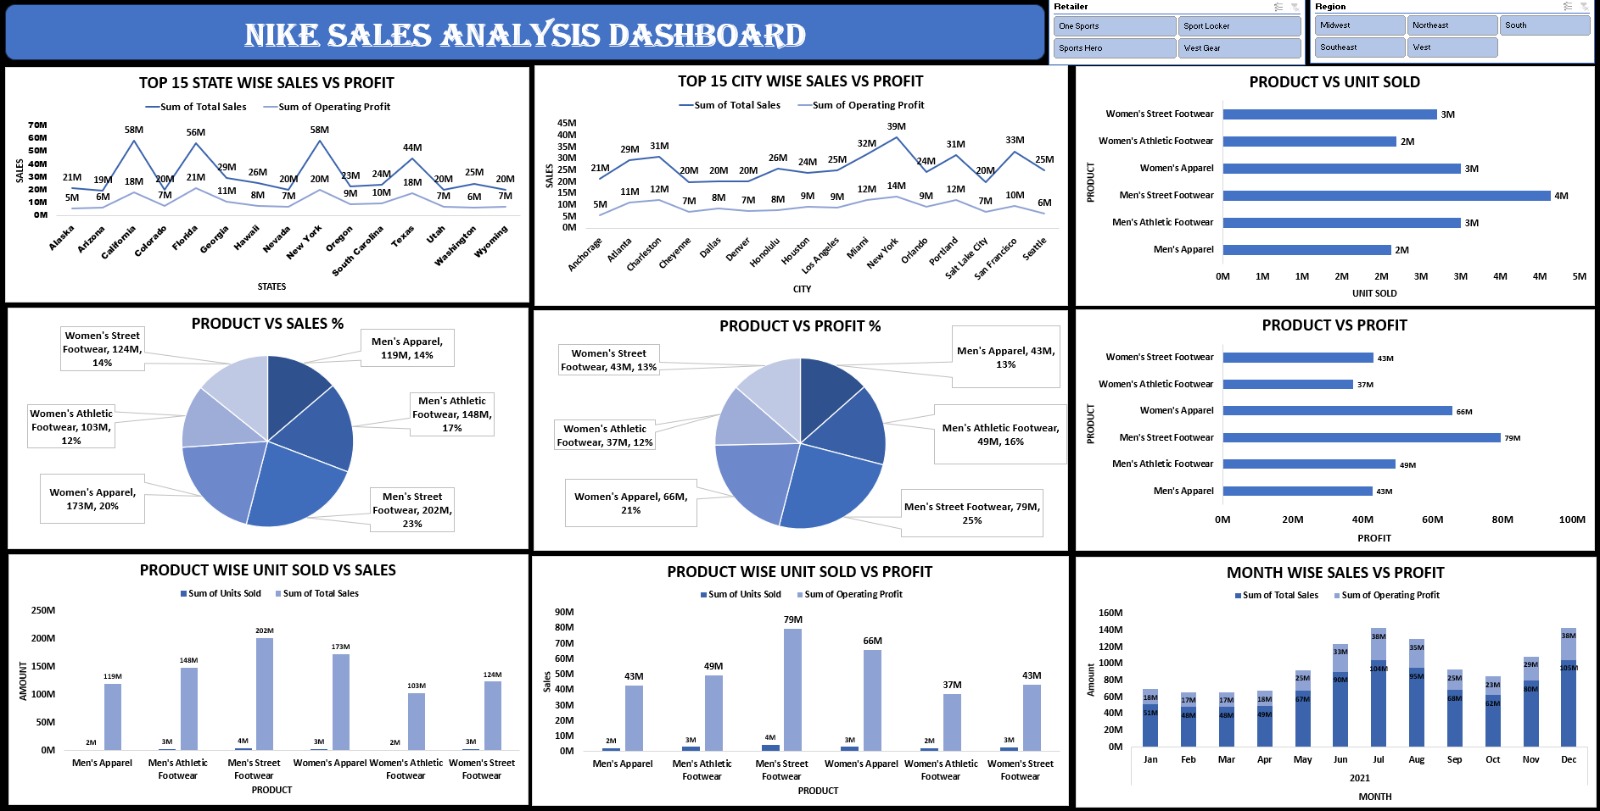 NIKE SALES ANALYSIS DASHBOARD
Retailer
One Sports
Sport Locker
Sports Hero
West Gear
Region
Midwest
Northeast
South
Southeast
West
TOP 15 STATE WISE SALES VS PROFIT
Sum of Total Sales
Sum of Operating Profit
SALES
70M
60M
50M
40M
30M
20M
10M
0M
21M
19M
58M
20M
56M
29M
26M
20M
58M
23M
24M
44M
20M
25M
20M
5M
6M
18M
7M
21M
11M
8M
7M
20M
9M
10M
18M
7M
6M
7M
Alaska
Arizona
California
Colorado
Florida
Georgia
Hawaii
Nevada
New York
Oregon
South Carolina
Texas
Utah
Washington
Wyoming
STATES
TOP 15 CITY WISE SALES VS PROFIT
Sum of Total Sales
Sum of Operating Profit
SALES
45M
40M
35M
30M
25M
20M
15M
10M
5M
0M
21M
29M
31M
20M
20M
20M
26M
24M
25M
32M
39M
24M
31M
20M
33M
25M
5M
11M
12M
7M
8M
7M
8M
9M
9M
12M
14M
9M
12M
7M
10M
6M
Anchorage
Atlanta
Charleston
Cheyenne
Dallas
Denver
Honolulu
Houston
Los Angeles
Miami
New York
Orlando
Portland
Salt Lake City
San Francisco
Seattle
CITY
PRODUCT VS UNIT SOLD
PRODUCT
Women's Street Footwear
3M
Women's Athletic Footwear
2M
Women's Apparel
3M
Men's Street Footwear
4M
Men's Athletic Footwear
3M
Men's Apparel
2M
0M
1M
1M
2M
2M
3M
3M
4M
4M
5M
UNIT SOLD
PRODUCT VS SALES %
Women's Street
Footwear, 124M,
14%
Men's Apparel,
119M, 14%
Men's Athletic
Footwear, 148M,
17%
Women's Athletic
Footwear, 103M,
12%
Women's Apparel,
173M, 20%
Men's Street
Footwear, 202M,
23%
PRODUCT VS PROFIT %
Women's Street
Footwear, 43M, 13%
Men's Apparel, 43M,
13%
Women's Athletic
Footwear, 37M, 12%
Men's Athletic Footwear,
49M, 16%
Women's Apparel, 66M,
21%
Men's Street Footwear, 79M,
25%
PRODUCT VS PROFIT
PRODUCT
Women's Street Footwear
43M
Women's Athletic Footwear
37M
Women's Apparel
66M
Men's Street Footwear
79M
Men's Athletic Footwear
49M
Men's Apparel
43M
0M
20M
40M
60M
80M
100M
PROFIT
PRODUCT WISE UNIT SOLD VS SALES
Sum of Units Sold
Sum of Total Sales
AMOUNT
250M
200M
150M
100M
50M
0M
2M
119M
3M
148M
4M
202M
3M
173M
2M
103M
3M
124M
Men's Apparel
Men's Athletic
Footwear
Men's Street
Footwear
Women's Apparel
Women's Athletic
Footwear
Women's Street
Footwear
PRODUCT
PRODUCT WISE UNIT SOLD VS PROFIT
Sum of Units Sold
Sum of Operating Profit
Sales
90M
80M
70M
60M
50M
40M
30M
20M
10M
0M
2M
43M
3M
49M
4M
79M
3M
66M
2M
37M
3M
43M
Men's Apparel
Men's Athletic
Footwear
Men's Street
Footwear
Women's Apparel
Women's Athletic
Footwear
Women's Street
Footwear
PRODUCT
MONTH WISE SALES VS PROFIT
Sum of Total Sales
Sum of Operating Profit
Amount
160M
140M
120M
100M
80M
60M
40M
20M
0M
18M
17M
17M
18M
25M
33M
38M
35M
25M
23M
29M
38M
51M
48M
48M
49M
67M
90M
104M
95M
68M
62M
80M
105M
Jan
Feb
Mar
Apr
May
Jun
Jul
Aug
Sep
Oct
Nov
Dec
2021
MONTH